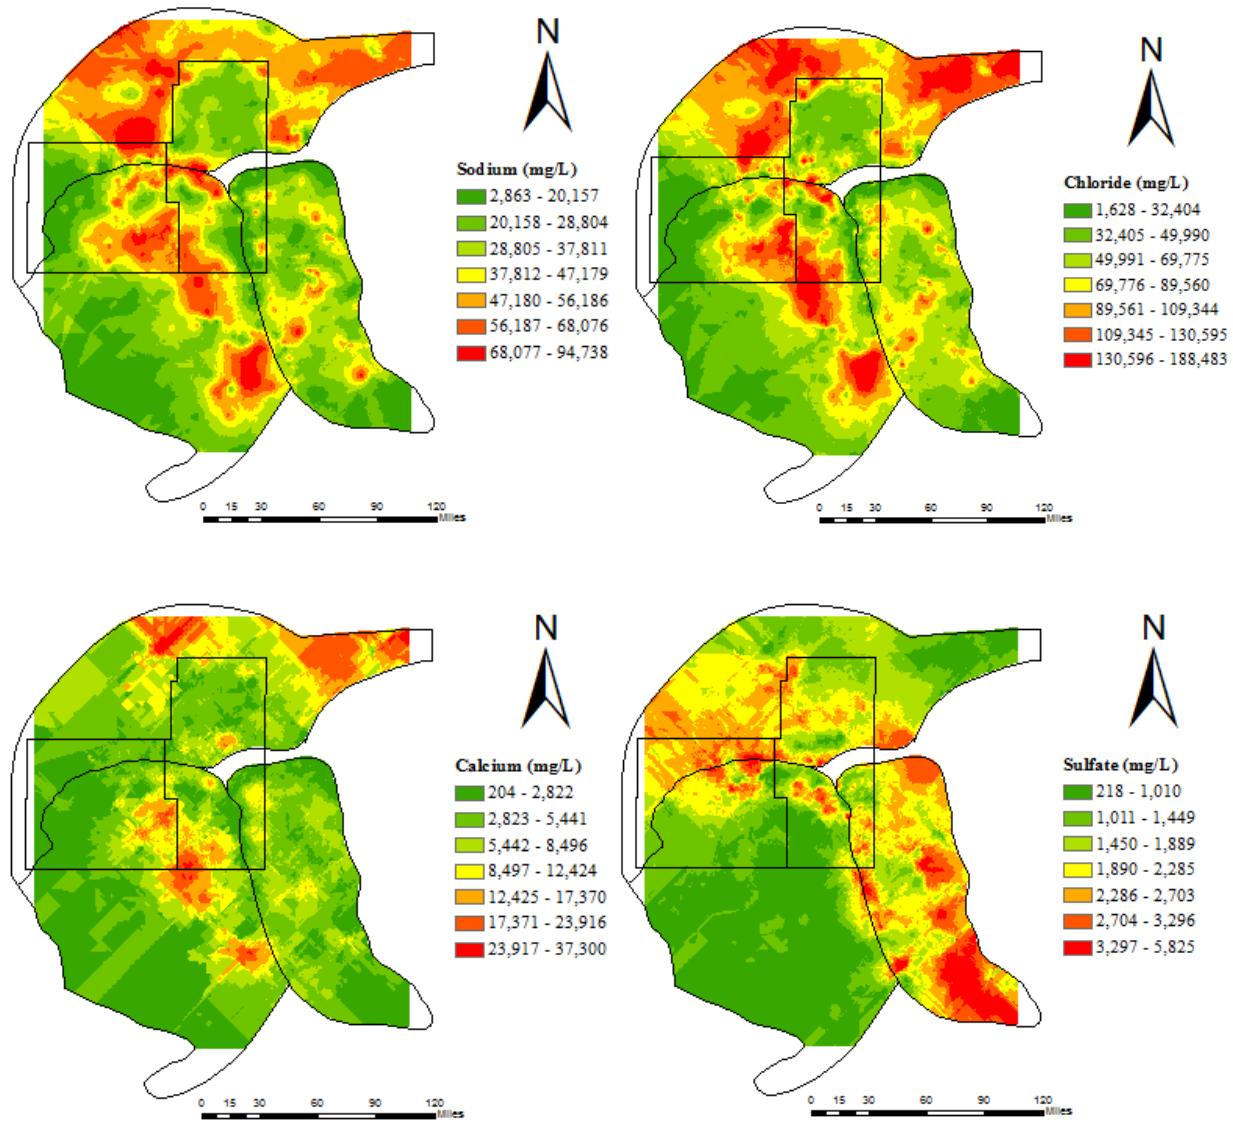 N
Sodium (mg/L)
2,863 - 20,157
20,158 - 28,804
28,805 - 37,811
37,812 - 47,179
47,180 - 56,186
56,187 - 68,076
68,077 - 94,738
0 15 30 60 90 120
Miles
N
Chloride (mg/L)
1,628 - 32,404
32,405 - 49,990
49,991 - 69,775
69,776 - 89,560
89,561 - 109,344
109,345 - 130,595
130,596 - 188,483
0 15 30 60 90 120
Miles
N
Calcium (mg/L)
204 - 2,822
2,823 - 5,441
5,442 - 8,496
8,497 - 12,424
12,425 - 17,370
17,371 - 23,916
23,917 - 37,300
0 15 30 60 90 120
Miles
N
Sulfate (mg/L)
218 - 1,010
1,011 - 1,449
1,450 - 1,889
1,890 - 2,285
2,286 - 2,703
2,704 - 3,296
3,297 - 5,825
0 15 30 60 90 120
Miles